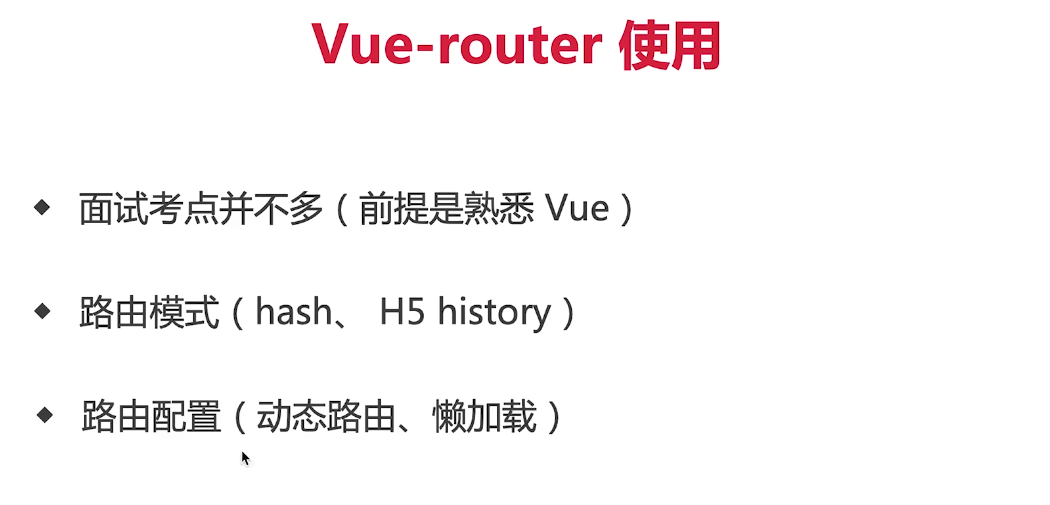 Vue-router 使用
◆ 面试考点并不多（前提是熟悉 Vue）
◆ 路由模式（hash、 H5 history）
◆ 路由配置（动态路由、懒加载）